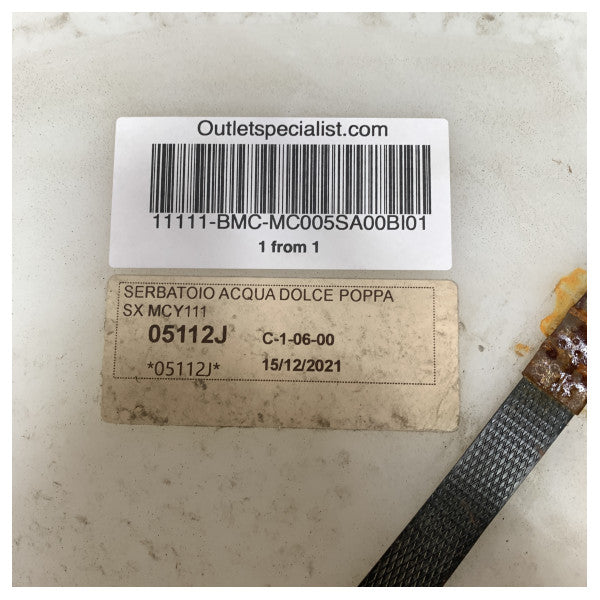 Outletspecialist.com
11111-BMC-MC005SA00BI01
1 from 1
SERBATOIO ACQUA DOLCE POPPA
SX MCY111
05112J C-1-06-00
*05112J* 15/12/2021